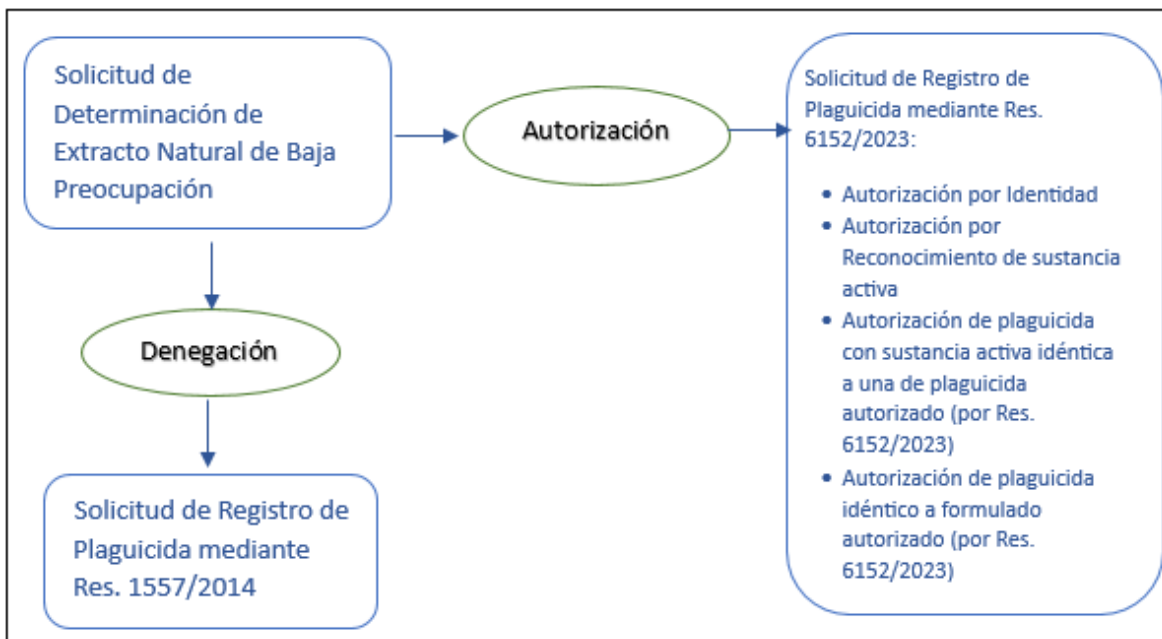 Solicitud de
Determinación de
Extracto Natural de Baja
Preocupación
Autorización
Solicitud de Registro de
Plaguicida mediante Res.
6152/2023:
• Autorización por Identidad
• Autorización por
Reconocimiento de sustancia
activa
• Autorización de plaguicida
con sustancia activa idéntica
a una de plaguicida
autorizado (por Res.
6152/2023)
• Autorización de plaguicida
idéntico a formulado
autorizado (por Res.
6152/2023)
Denegación
Solicitud de Registro de
Plaguicida mediante
Res. 1557/2014